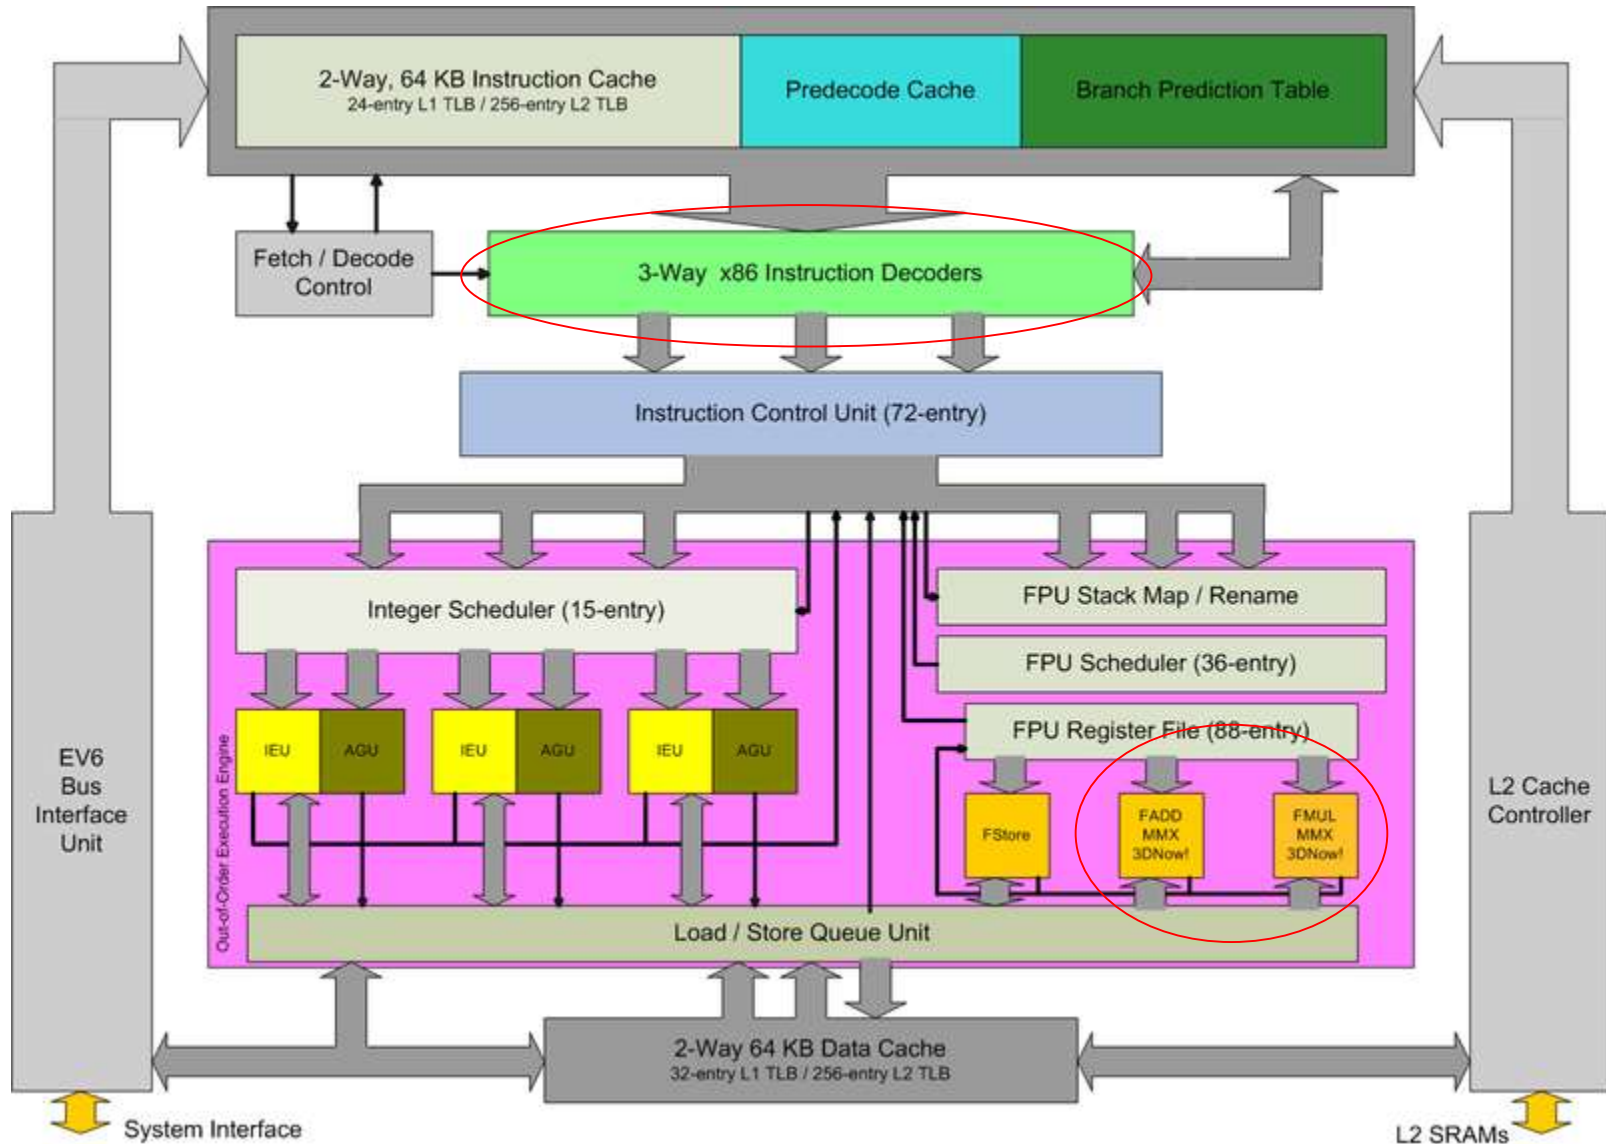 2-Way, 64 KB Instruction Cache
24-entry L1 TLB / 256-entry L2 TLB
Predecode Cache
Branch Prediction Table
Fetch / Decode
Control
3-Way x86 Instruction Decoders
Instruction Control Unit (72-entry)
Integer Scheduler (15-entry)
FPU Stack Map / Rename
FPU Scheduler (36-entry)
FPU Register File (88-entry)
IEU
AGU
IEU
AGU
IEU
AGU
FStore
FADD
MMX
3DNow!
FMUL
MMX
3DNow!
Out-of-Order Execution Engine
Load / Store Queue Unit
EV6
Bus
Interface
Unit
L2 Cache
Controller
2-Way 64 KB Data Cache
32-entry L1 TLB / 256-entry L2 TLB
System Interface
L2 SRAMs